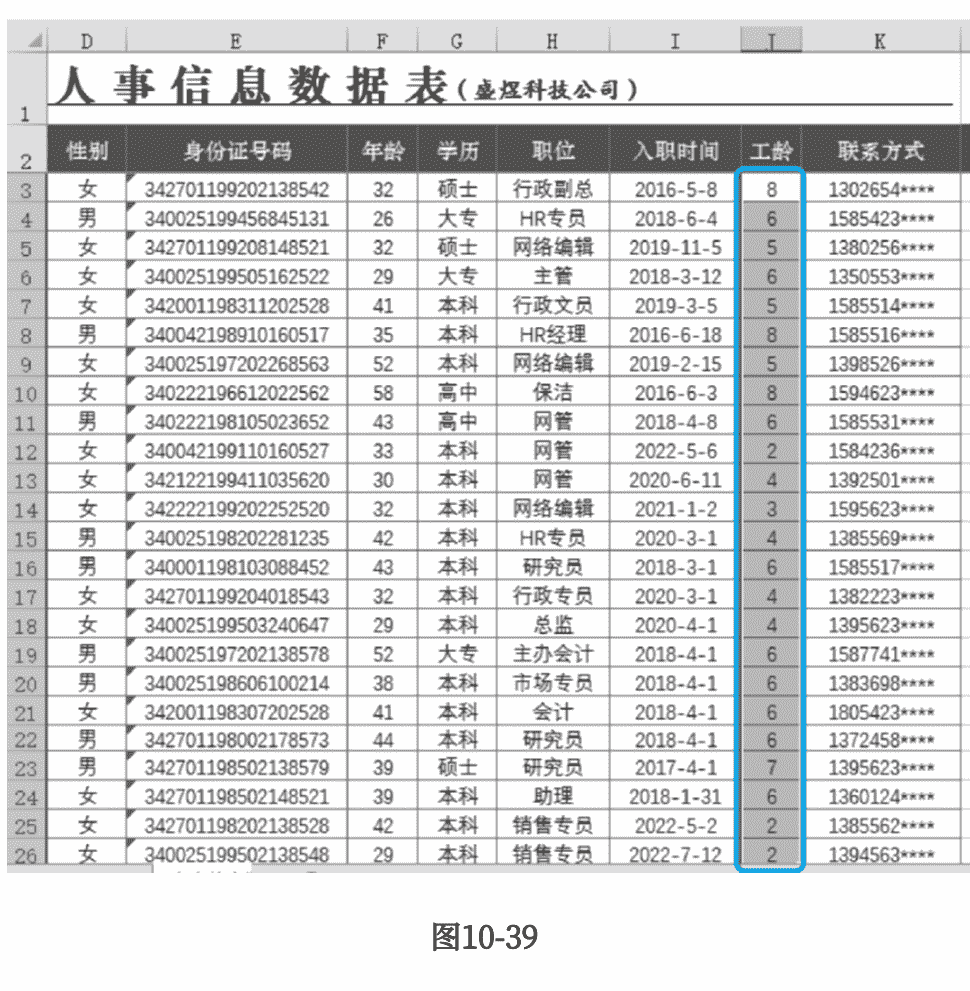 D E F G H I J K
1 人事信息数据表(盛煜科技公司)
2 性别 身份证号码 年龄 学历 职位 入职时间 工龄 联系方式
3 女 342701199202138542 32 硕士 行政副总 2016-5-8 8 1302654****
4 男 340025199456845131 26 大专 HR专员 2018-6-4 6 1585423****
5 女 342701199208148521 32 硕士 网络编辑 2019-11-5 5 1380256****
6 女 340025199505162522 29 大专 主管 2018-3-12 6 1350553****
7 女 342001198311202528 41 本科 行政文员 2019-3-5 5 1585514****
8 男 340042198910160517 35 本科 HR经理 2016-6-18 8 1585516****
9 女 340025197202268563 52 本科 网络编辑 2019-2-15 5 1398526****
10 女 340222196612022562 58 高中 保洁 2016-6-3 8 1594623****
11 男 340222198105023652 43 高中 网管 2018-4-8 6 1585531****
12 女 340042199110160527 33 本科 网管 2022-5-6 2 1584236****
13 女 342122199411035620 30 本科 网管 2020-6-11 4 1392501****
14 女 342222199202252520 32 本科 网络编辑 2021-1-2 3 1595623****
15 男 340025198202281235 42 本科 HR专员 2020-3-1 4 1385569****
16 男 340001198103088452 43 本科 研究员 2018-3-1 6 1585517****
17 女 342701199204018543 32 本科 行政专员 2020-3-1 4 1382223****
18 女 340025199503240647 29 本科 总监 2020-4-1 4 1395623****
19 男 340025197202138578 52 大专 主办会计 2018-4-1 6 1587741****
20 男 340025198606100214 38 本科 市场专员 2018-4-1 6 1383698****
21 女 342001198307202528 41 本科 会计 2018-4-1 6 1805423****
22 男 342701198002178573 44 本科 研究员 2018-4-1 6 1372458****
23 男 342701198502138579 39 硕士 研究员 2017-4-1 7 1395623****
24 女 342701198502148521 39 本科 助理 2018-1-31 6 1360124****
25 女 342701198202138528 42 本科 销售专员 2022-5-2 2 1385562****
26 女 340025199502138548 29 本科 销售专员 2022-7-12 2 1394563****
图10-39